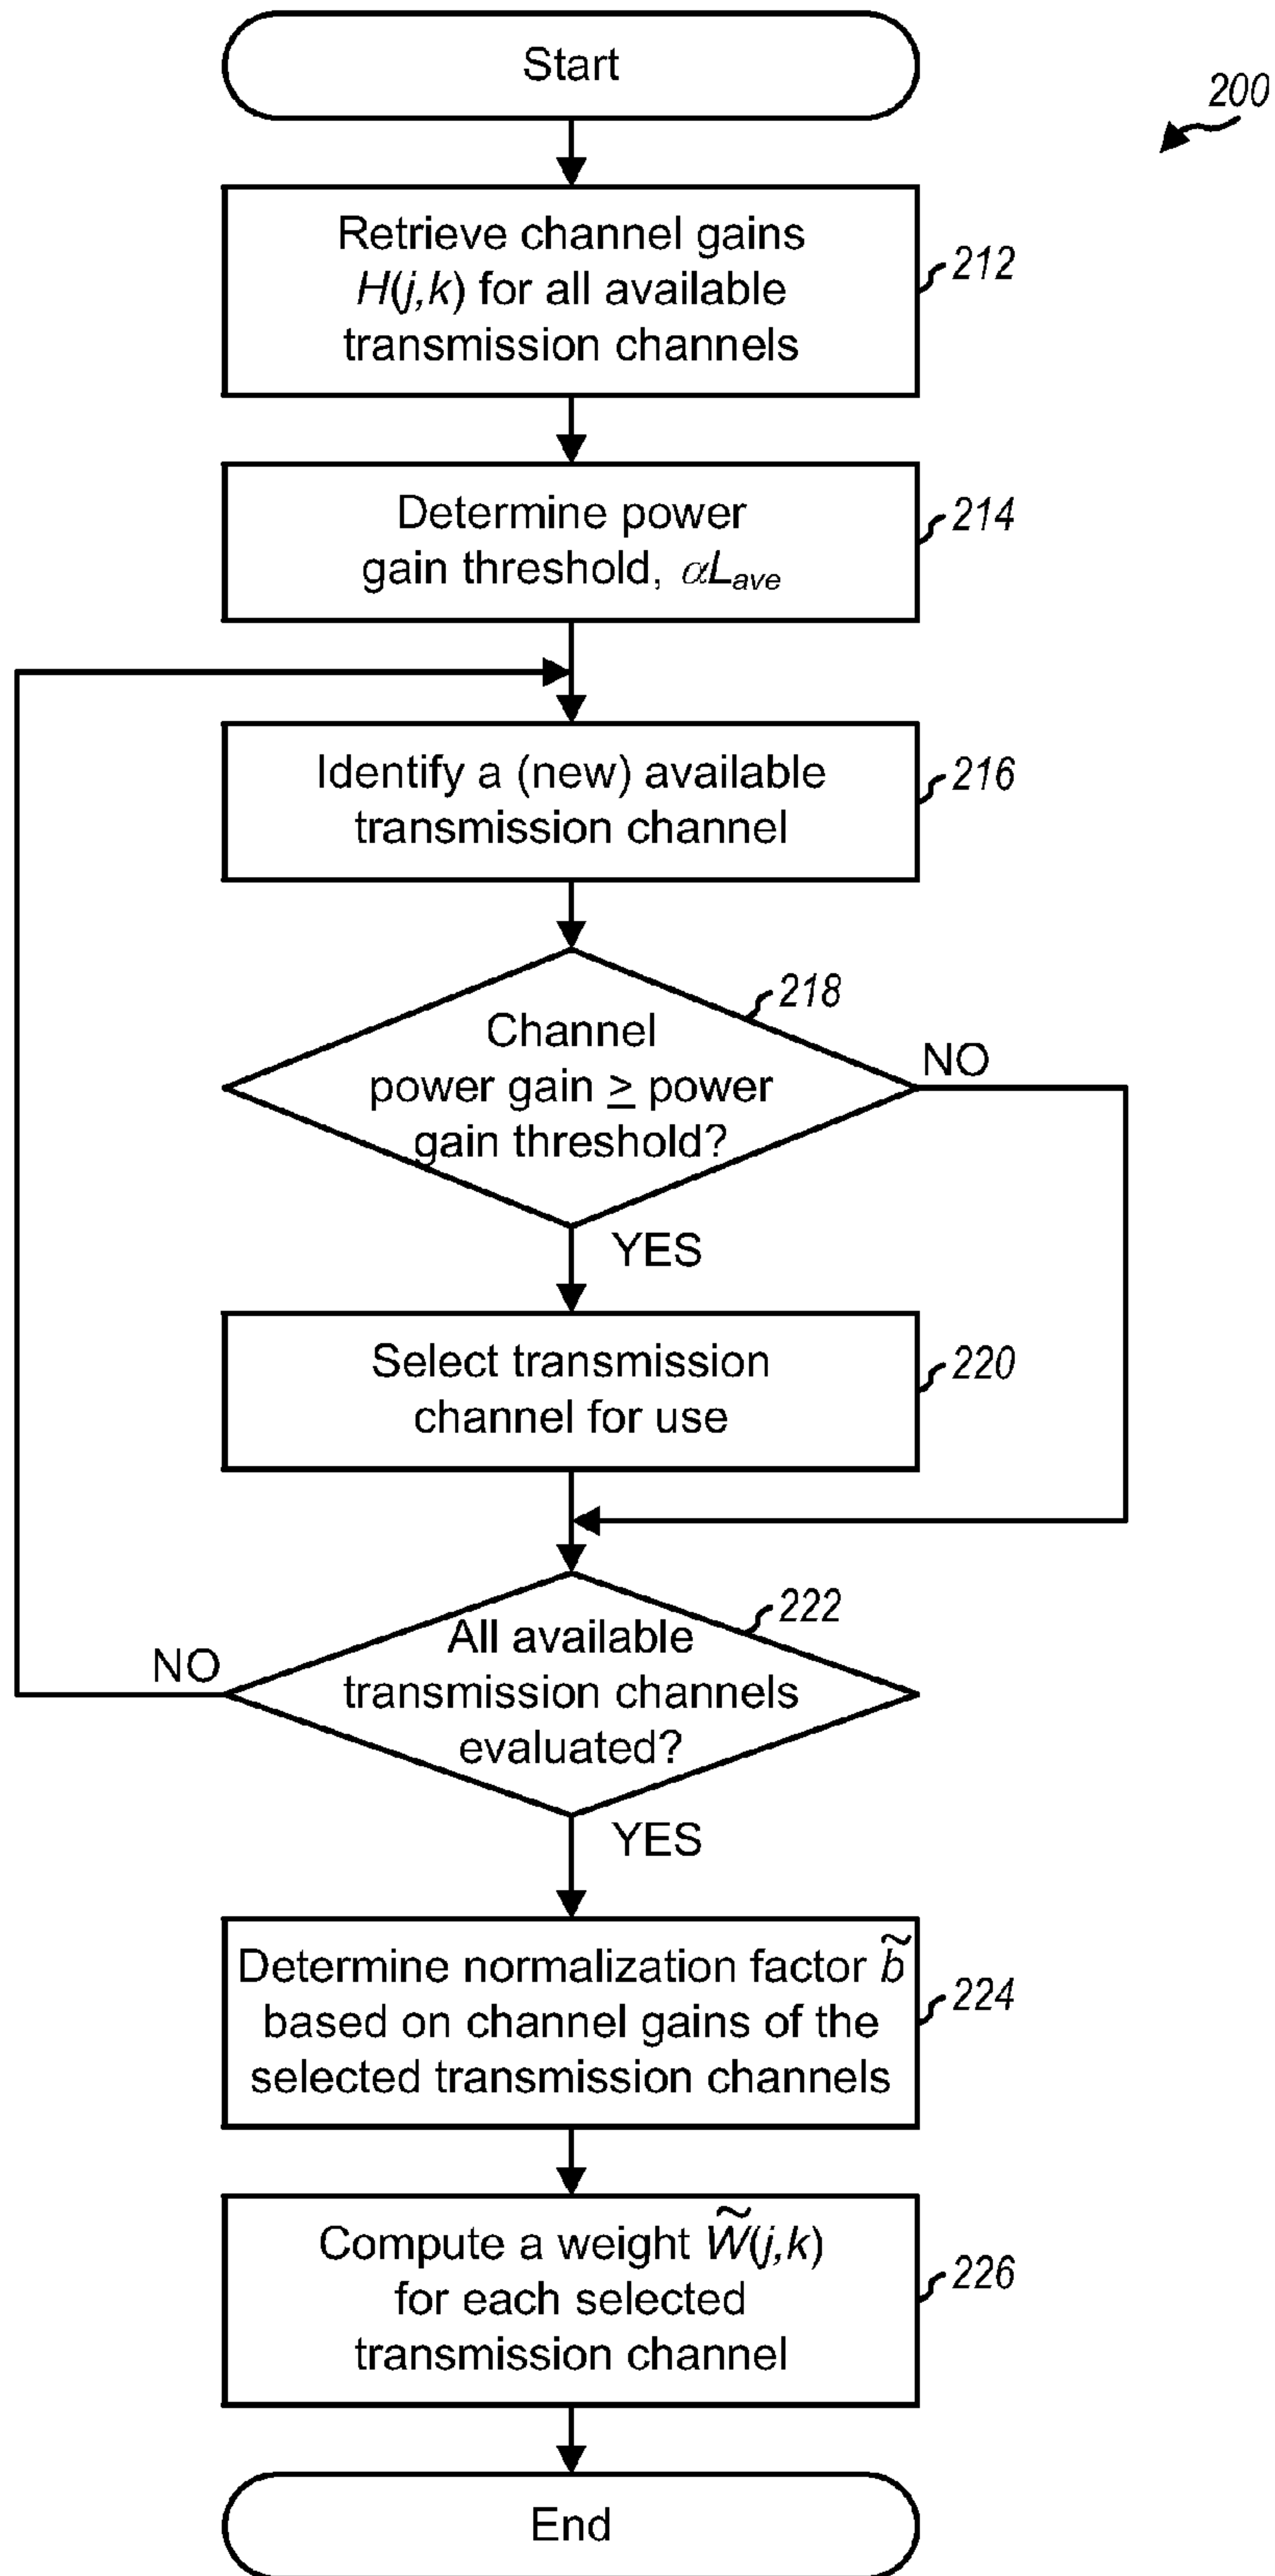 Start
200
Retrieve channel gains
H(j,k) for all available
transmission channels
212
Determine power
gain threshold, αL_ave
214
Identify a (new) available
transmission channel
216
218
Channel
power gain ≥ power
gain threshold?
NO
YES
Select transmission
channel for use
220
222
All available
transmission channels
evaluated?
NO
YES
Determine normalization factor b̃
based on channel gains of the
selected transmission channels
224
Compute a weight W̃(j,k)
for each selected
transmission channel
226
End